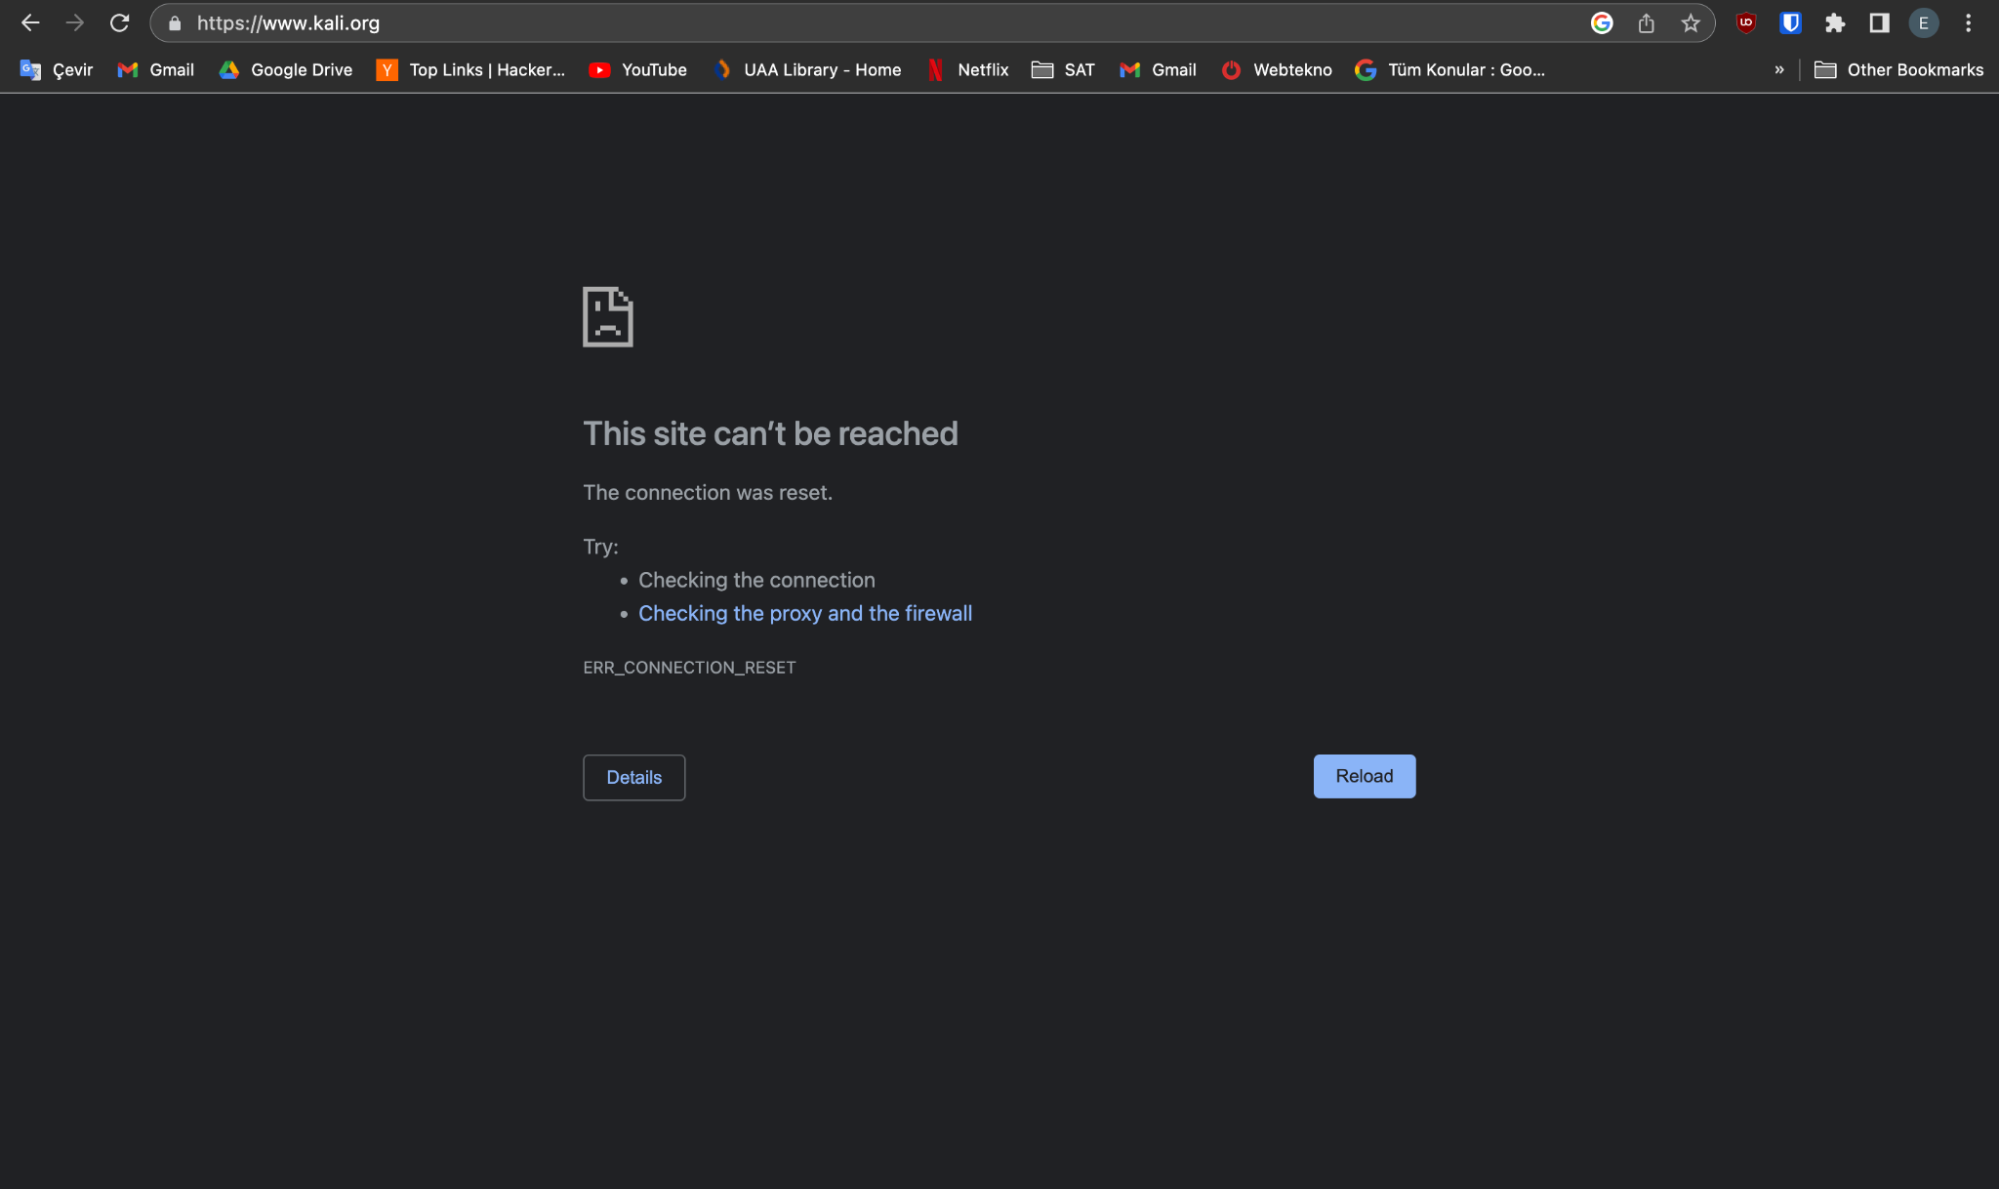 https://www.kali.org
E
Çevir Gmail Google Drive Top Links | Hacker... YouTube UAA Library - Home Netflix SAT Gmail Webtekno Tüm Konular : Goo... » Other Bookmarks
This site can’t be reached
The connection was reset.
Try:
• Checking the connection
• Checking the proxy and the firewall
ERR_CONNECTION_RESET
Details Reload